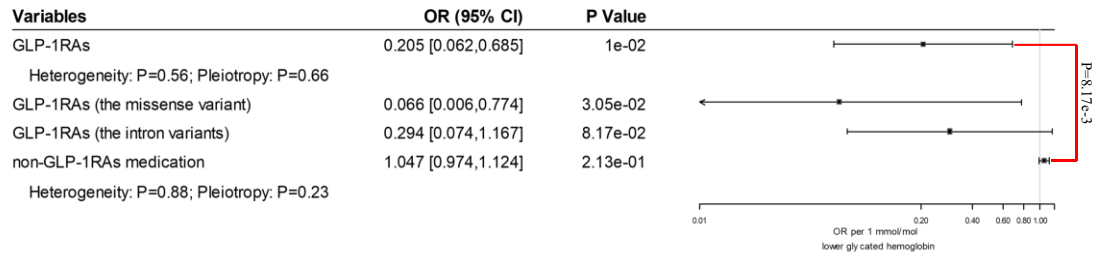 Variables OR (95% CI) P Value
GLP-1RAs 0.205 [0.062,0.685] 1e-02
Heterogeneity: P=0.56; Pleiotropy: P=0.66
GLP-1RAs (the missense variant) 0.066 [0.006,0.774] 3.05e-02
GLP-1RAs (the intron variants) 0.294 [0.074,1.167] 8.17e-02
non-GLP-1RAs medication 1.047 [0.974,1.124] 2.13e-01
Heterogeneity: P=0.88; Pleiotropy: P=0.23
P=8.17e-3
0.01 0.20 0.40 0.60 0.80 1.00
OR per 1 mmol/mol
lower glycated hemoglobin